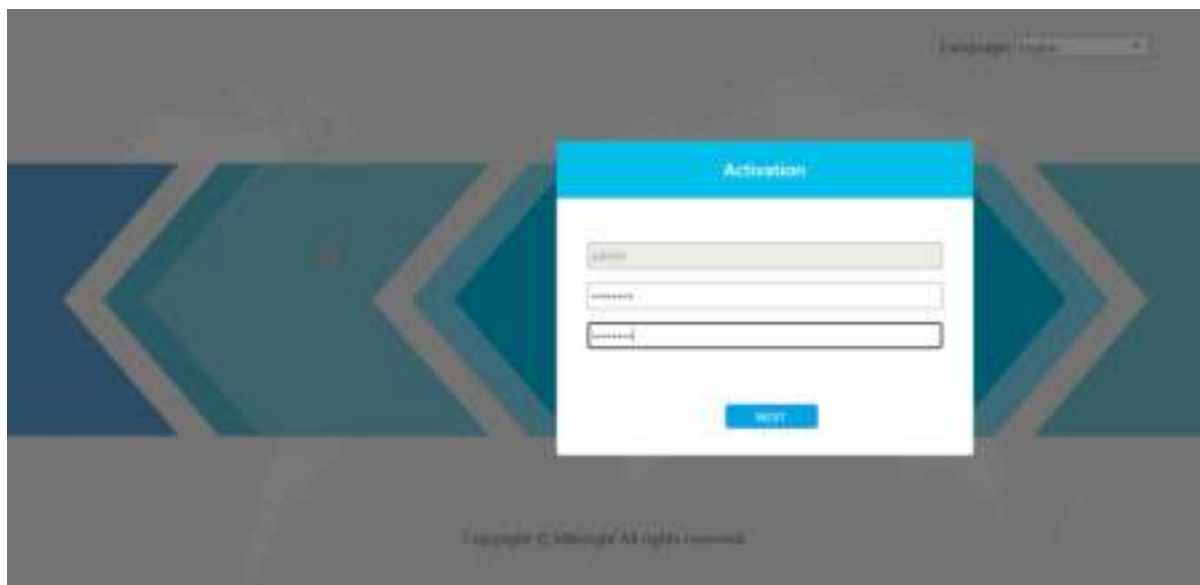 Language: English
Activation
admin
••••••••
••••••••
NEXT
Copyright © Milesight All rights reserved.